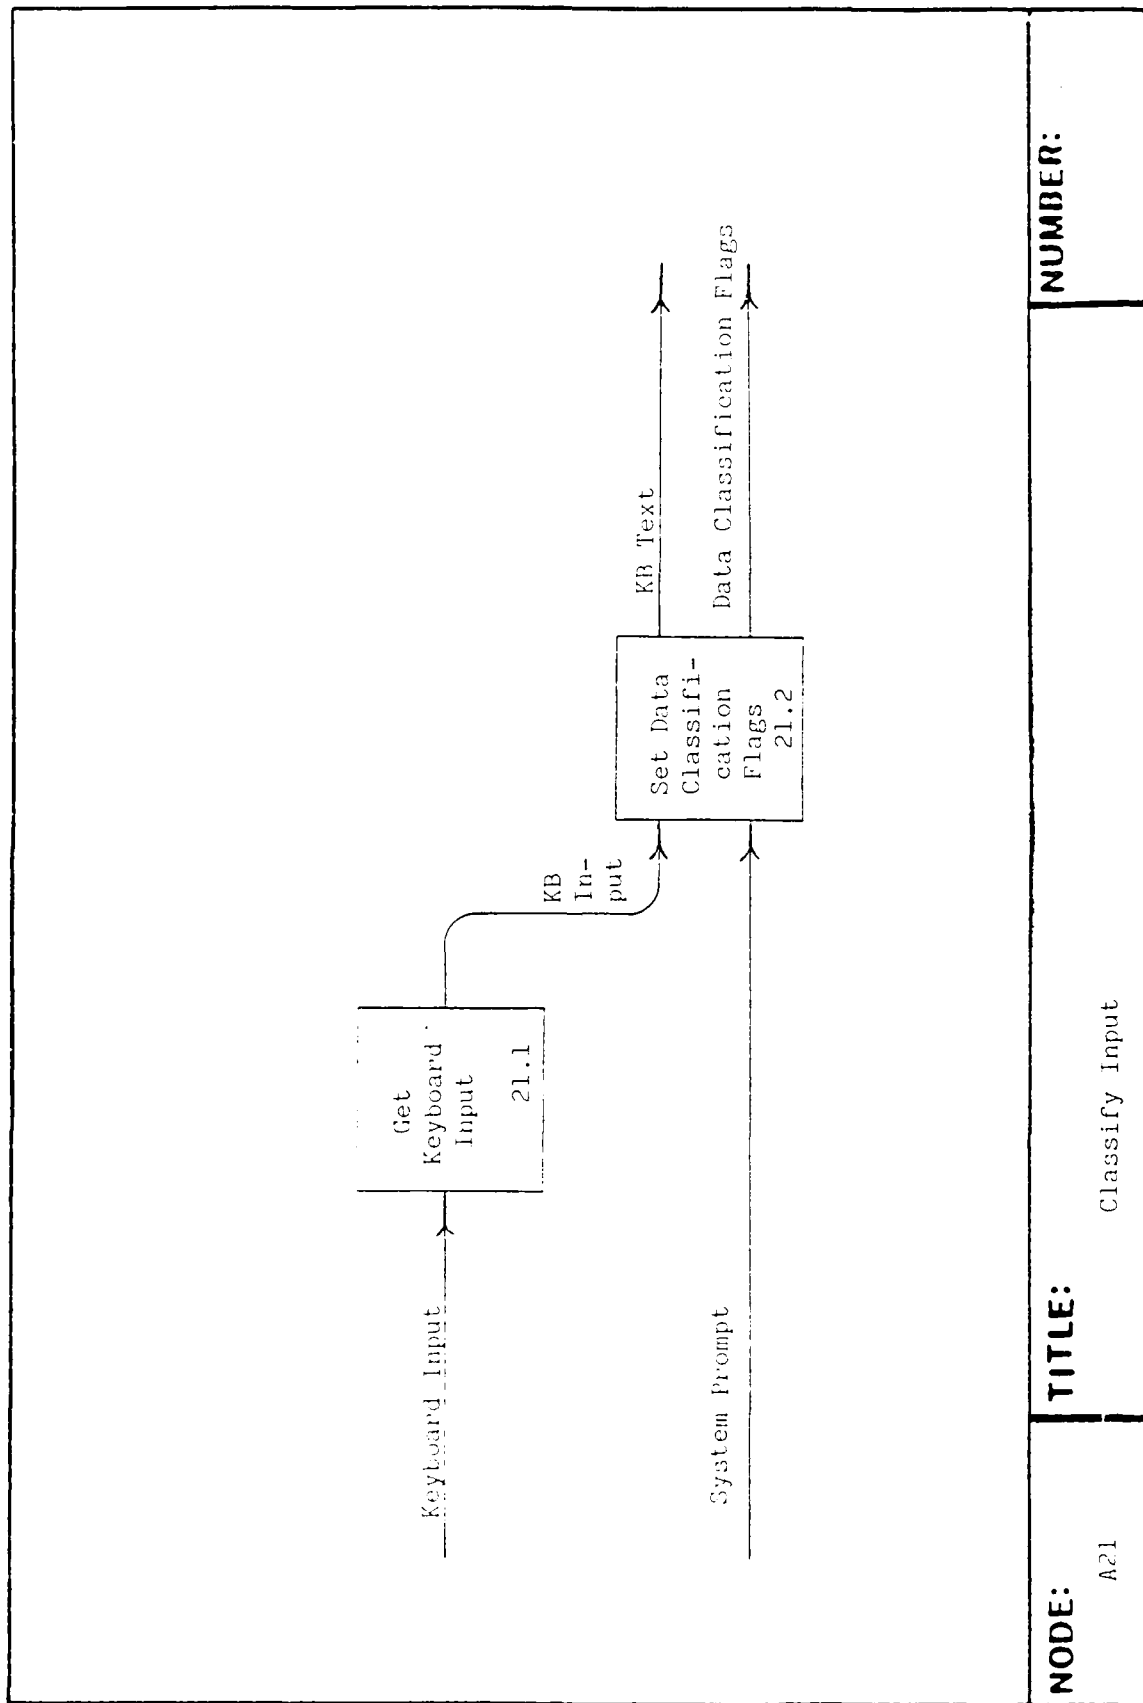 Keyboard Input
Get
Keyboard
Input
21.1
KB
In-
put
System Prompt
Set Data
Classifi-
cation
Flags
21.2
KB Text
Data Classification Flags
NODE:
A21
TITLE:
Classify Input
NUMBER: